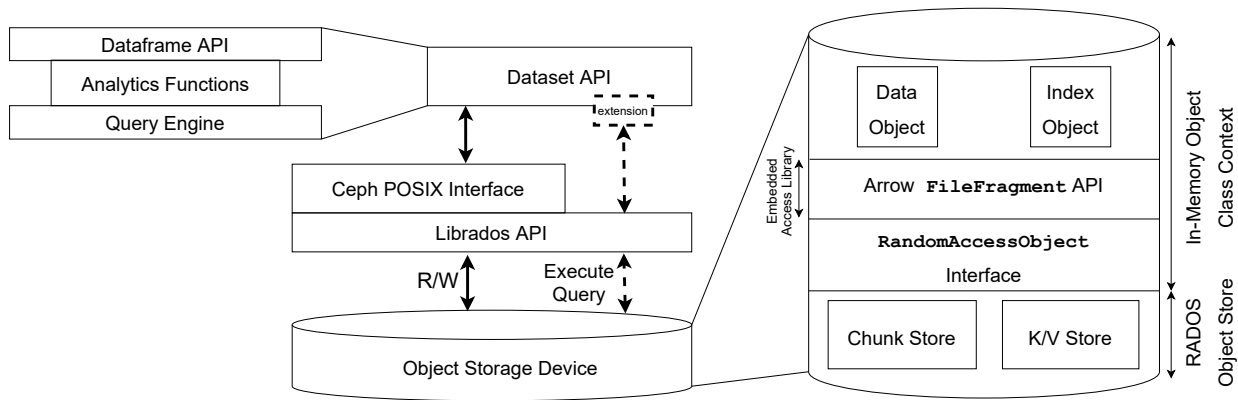 Dataframe API
Analytics Functions
Query Engine
Dataset API
extension
Ceph POSIX Interface
Librados API
R/W
Execute
Query
Object Storage Device
Data
Object
Index
Object
Embedded
Access Library
Arrow FileFragment API
RandomAccessObject
Interface
Chunk Store
K/V Store
In-Memory Object
Class Context
RADOS
Object Store